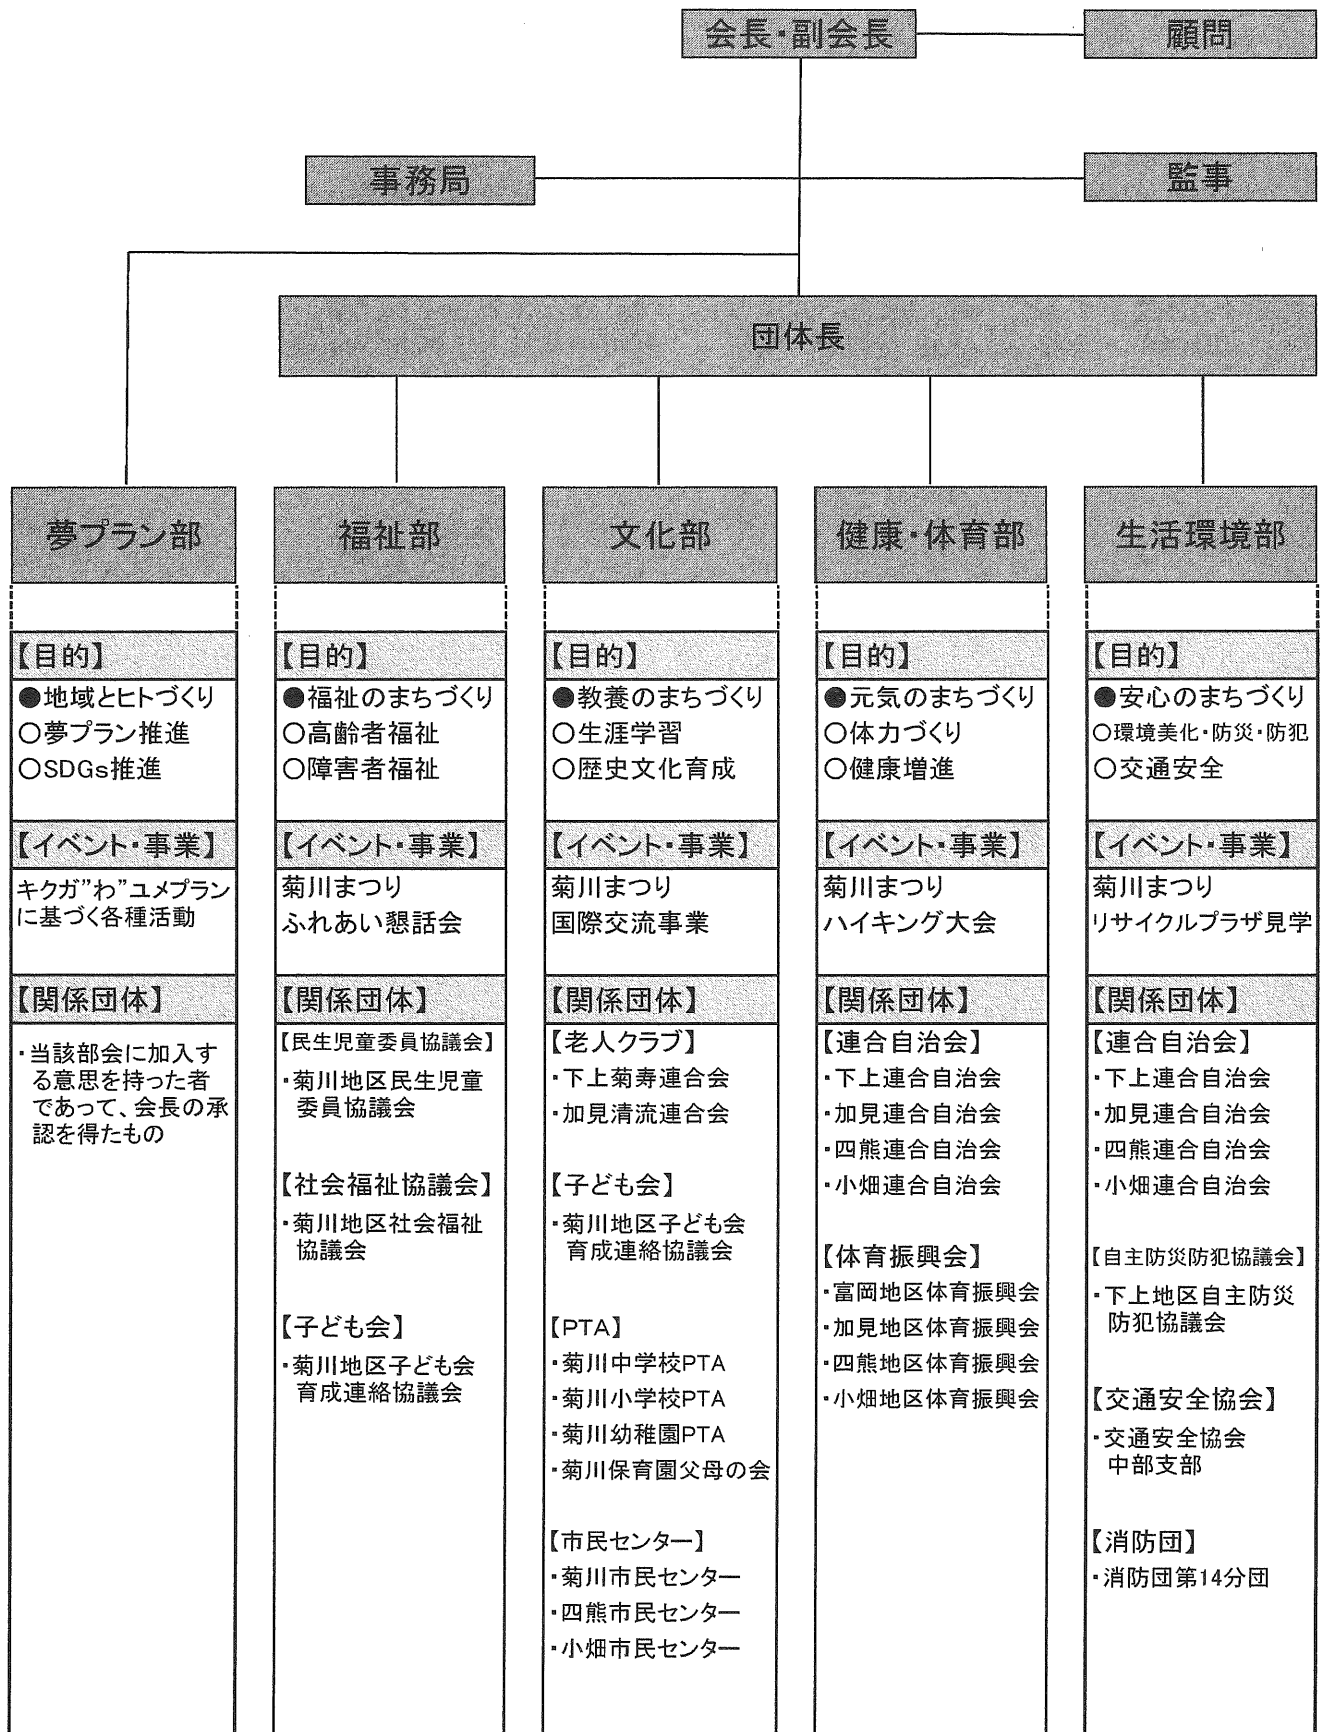 会長・副会長
顧問
事務局
監事
団体長
夢プラン部
【目的】
●地域とヒトづくり
○夢プラン推進
○SDGs推進
【イベント・事業】
キクガ”わ”ユメプラン
に基づく各種活動
【関係団体】
・当該部会に加入す
る意思を持った者
であって、会長の承
認を得たもの
福祉部
【目的】
●福祉のまちづくり
○高齢者福祉
○障害者福祉
【イベント・事業】
菊川まつり
ふれあい懇話会
【関係団体】
【民生児童委員協議会】
・菊川地区民生児童
委員協議会
【社会福祉協議会】
・菊川地区社会福祉
協議会
【子ども会】
・菊川地区子ども会
育成連絡協議会
文化部
【目的】
●教養のまちづくり
○生涯学習
○歴史文化育成
【イベント・事業】
菊川まつり
国際交流事業
【関係団体】
【老人クラブ】
・下上菊寿連合会
・加見清流連合会
【子ども会】
・菊川地区子ども会
育成連絡協議会
【PTA】
・菊川中学校PTA
・菊川小学校PTA
・菊川幼稚園PTA
・菊川保育園父母の会
【市民センター】
・菊川市民センター
・四熊市民センター
・小畑市民センター
健康・体育部
【目的】
●元気のまちづくり
○体力づくり
○健康増進
【イベント・事業】
菊川まつり
ハイキング大会
【関係団体】
【連合自治会】
・下上連合自治会
・加見連合自治会
・四熊連合自治会
・小畑連合自治会
【体育振興会】
・富岡地区体育振興会
・加見地区体育振興会
・四熊地区体育振興会
・小畑地区体育振興会
生活環境部
【目的】
●安心のまちづくり
○環境美化・防災・防犯
○交通安全
【イベント・事業】
菊川まつり
リサイクルプラザ見学
【関係団体】
【連合自治会】
・下上連合自治会
・加見連合自治会
・四熊連合自治会
・小畑連合自治会
【自主防災防犯協議会】
・下上地区自主防災
防犯協議会
【交通安全協会】
・交通安全協会
中部支部
【消防団】
・消防団第14分団